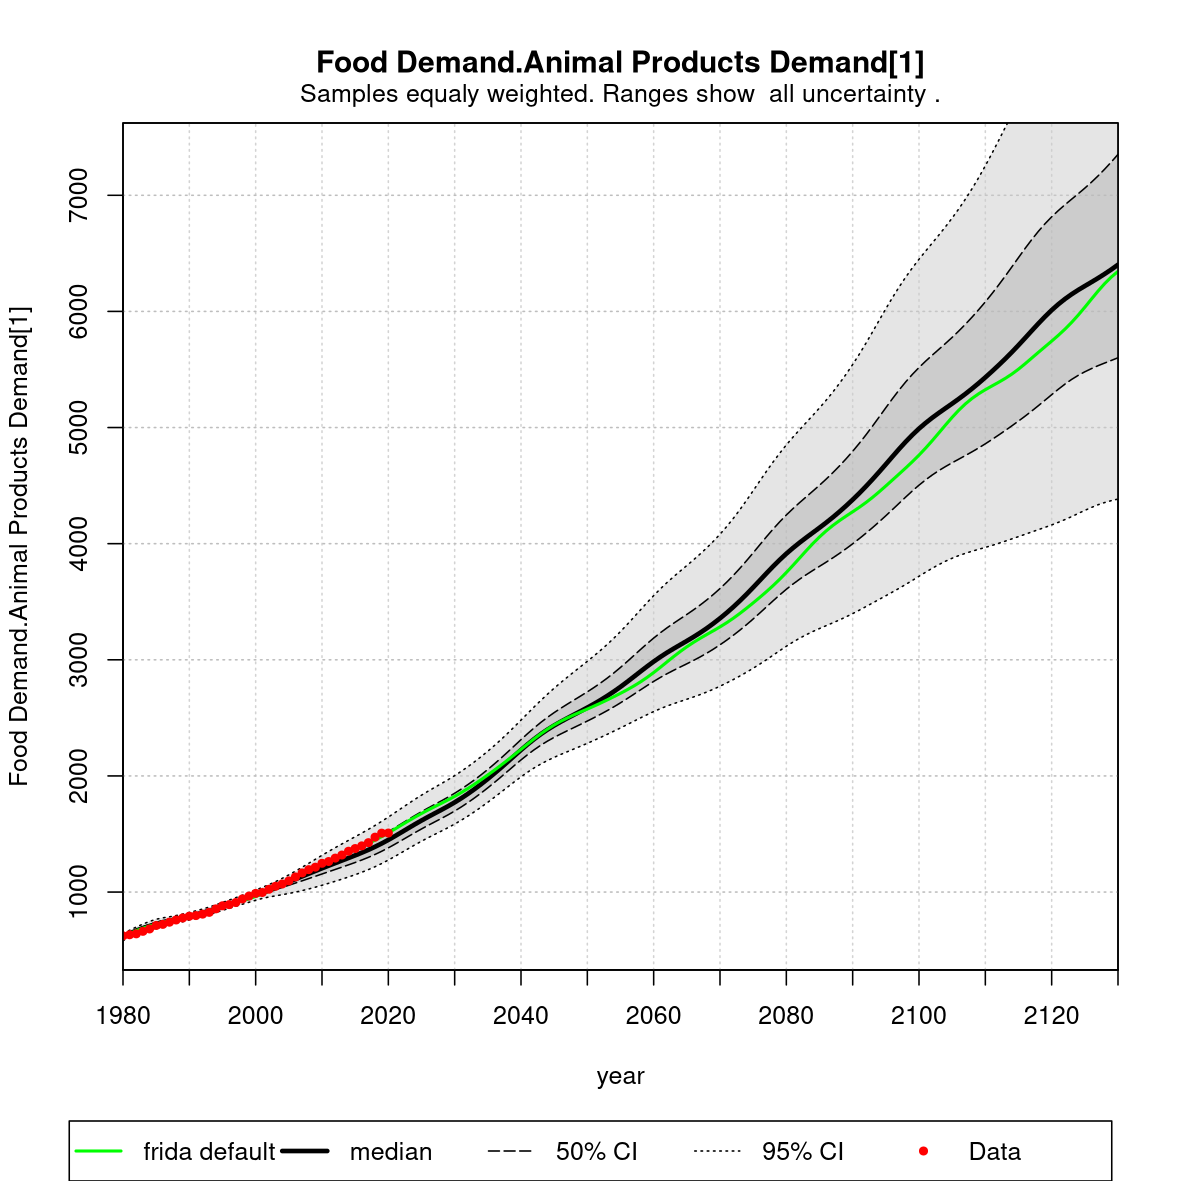 Food Demand.Animal Products Demand[1]
Samples equaly weighted. Ranges show  all uncertainty .
Food Demand.Animal Products Demand[1]
7000
6000
5000
4000
3000
2000
1000
1980 2000 2020 2040 2060 2080 2100 2120
year
frida default median 50% CI 95% CI Data